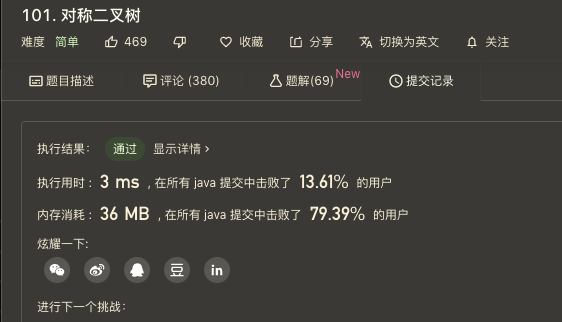 101. 对称二叉树
难度 简单 469 收藏 分享 切换为英文 关注
题目描述 评论 (380) 题解(69) New 提交记录
执行结果： 通过 显示详情 ›
执行用时 : 3 ms , 在所有 java 提交中击败了 13.61% 的用户
内存消耗 : 36 MB , 在所有 java 提交中击败了 79.39% 的用户
炫耀一下:
豆 in
进行下一个挑战：